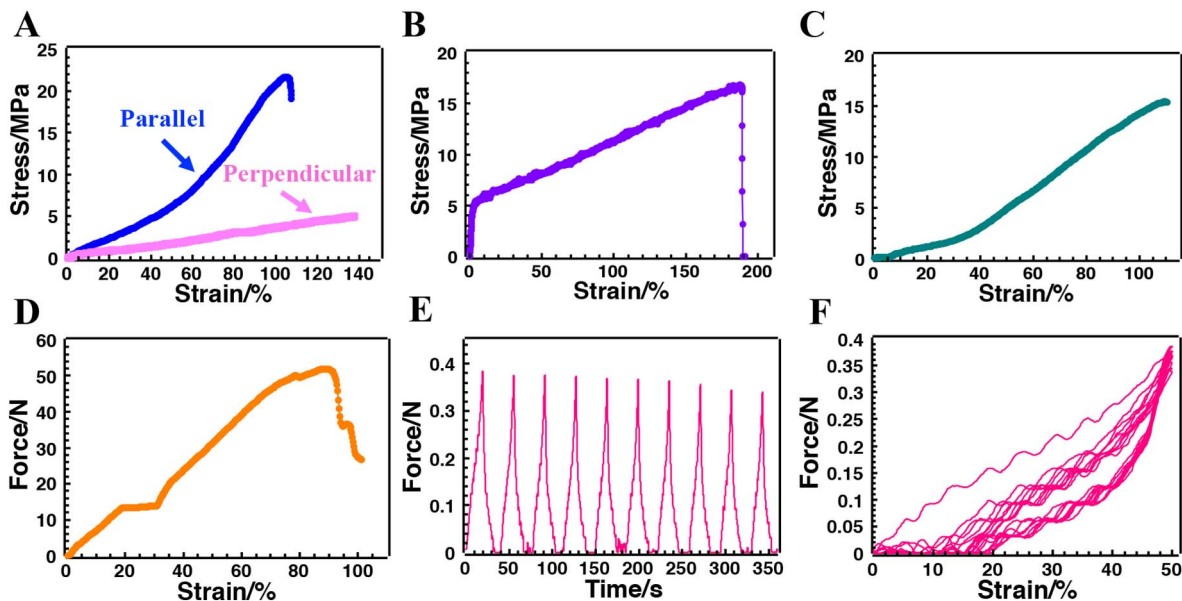 A
Stress/MPa
25
20
15
10
5
0
Parallel
Perpendicular
0 20 40 60 80 100 120 140
Strain/%
B
Stress/MPa
20
15
10
5
0
0 50 100 150 200
Strain/%
C
Stress/MPa
20
15
10
5
0
0 20 40 60 80 100
Strain/%
D
Force/N
60
50
40
30
20
10
0
0 20 40 60 80 100
Strain/%
E
Force/N
0.4
0.3
0.2
0.1
0
0 50 100 150 200 250 300 350
Time/s
F
Force/N
0.4
0.35
0.3
0.25
0.2
0.15
0.1
0.05
0
0 10 20 30 40 50
Strain/%